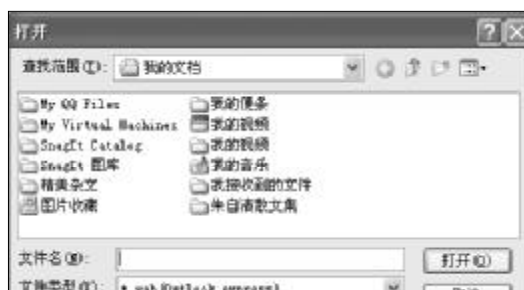 打开
查找范围(I): 我的文档
My QQ Files
My Virtual Machines
SnagIt Catalog
SnagIt 图库
精美杂文
图片收藏
我的便条
我的视频
我的视频
我的音乐
我接收到的文件
朱自清散文集
文件名(N):
打开(O)
文件类型(T):